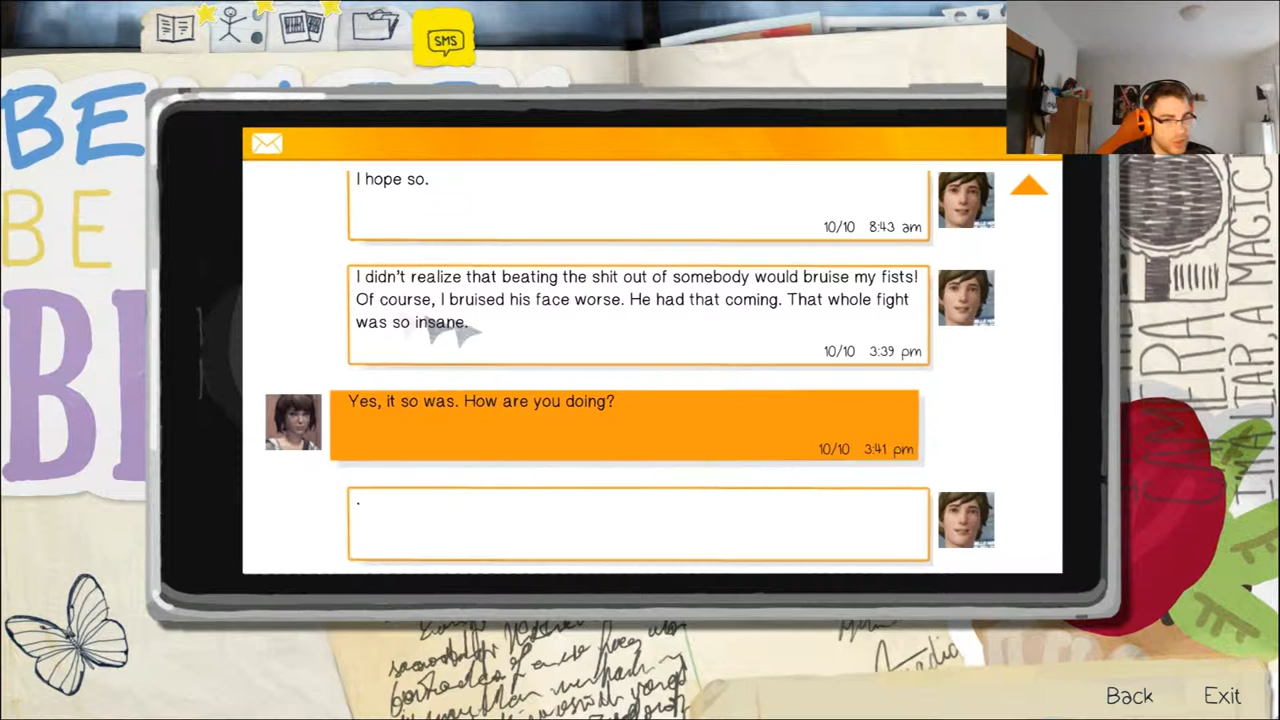 SMS
BE
BE
I hope so.
10/10 8:43 am
I didn't realize that beating the shit out of somebody would bruise my fists!
Of course, I bruised his face worse. He had that coming. That whole fight
was so insane.
10/10 3:39 pm
Yes, it so was. How are you doing?
10/10 3:41 pm
.
CAMERA
LIAR, A MAGIC
Back
Exit